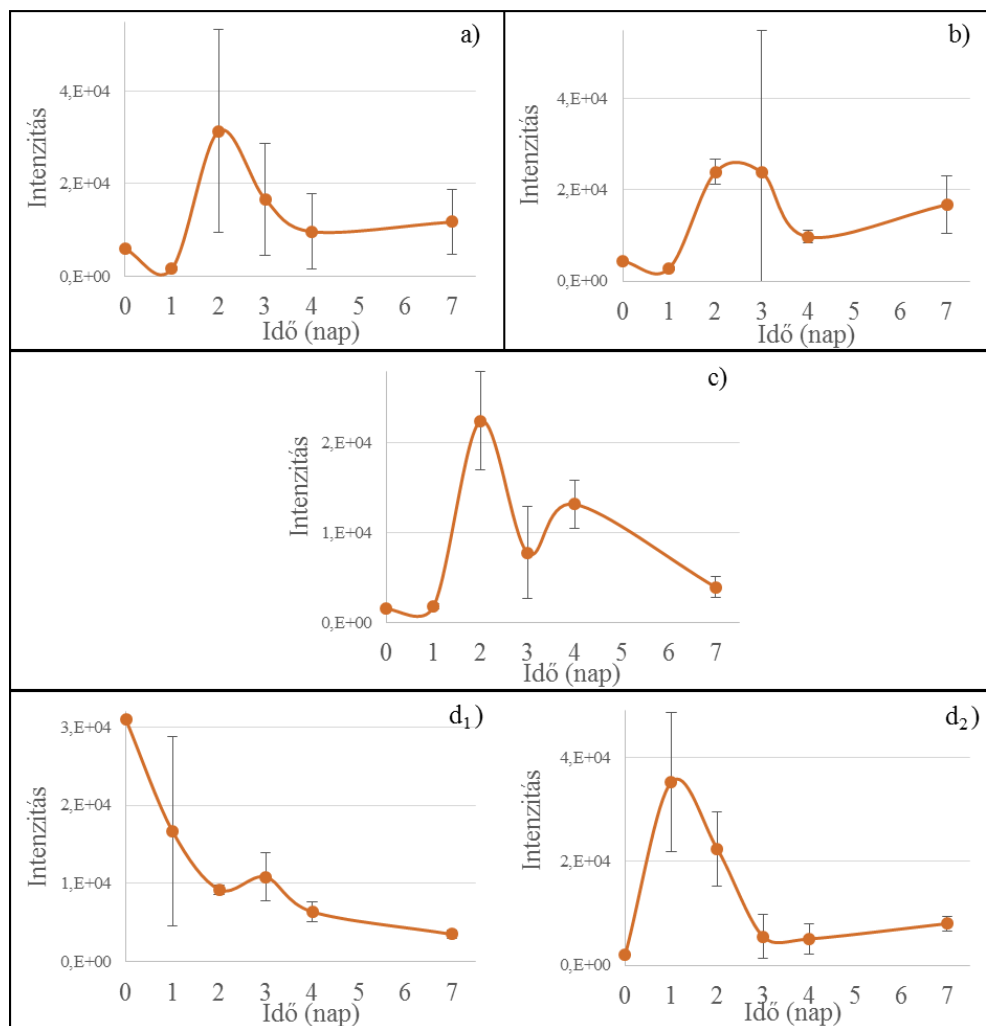 a)
Intenzitás
4,E+04
2,E+04
0,E+00
0 1 2 3 4 5 6 7
Idő (nap)
b)
Intenzitás
4,E+04
2,E+04
0,E+00
0 1 2 3 4 5 6 7
Idő (nap)
c)
Intenzitás
2,E+04
1,E+04
0,E+00
0 1 2 3 4 5 6 7
Idő (nap)
d₁)
Intenzitás
3,E+04
2,E+04
1,E+04
0,E+00
0 1 2 3 4 5 6 7
Idő (nap)
d₂)
Intenzitás
4,E+04
2,E+04
0,E+00
0 1 2 3 4 5 6 7
Idő (nap)